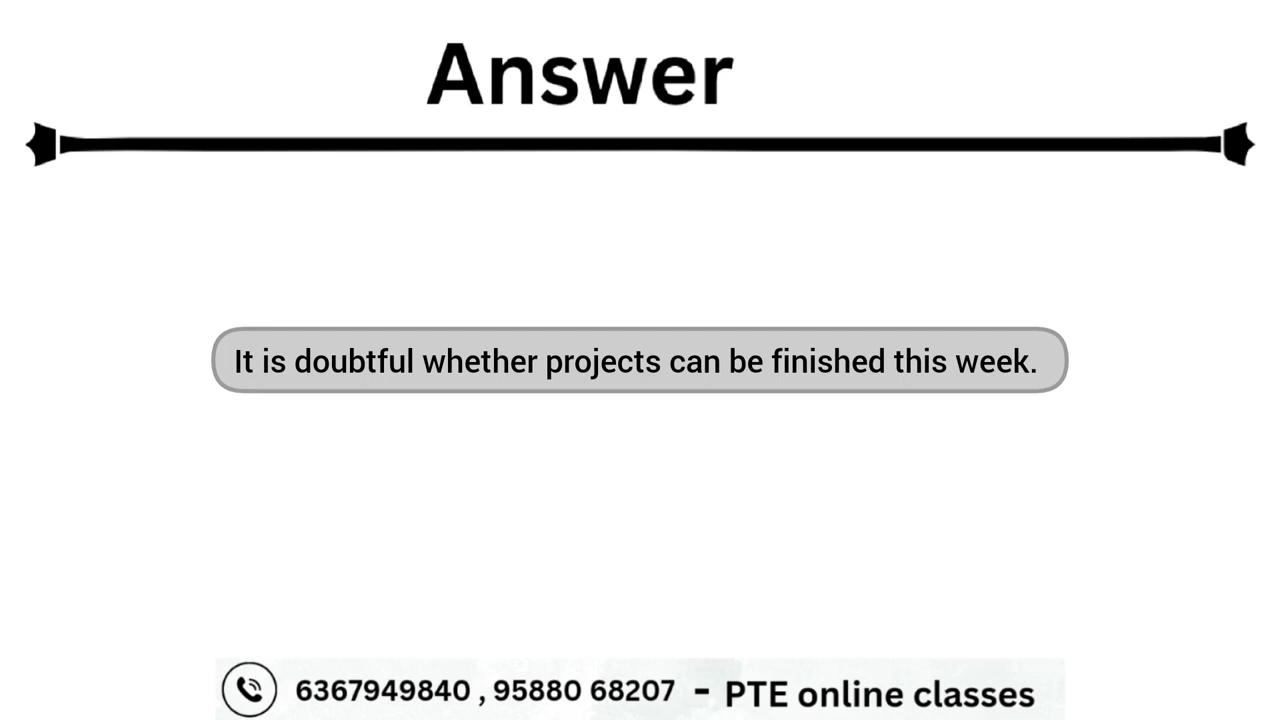 Answer
It is doubtful whether projects can be finished this week.
6367949840 , 95880 68207 - PTE online classes